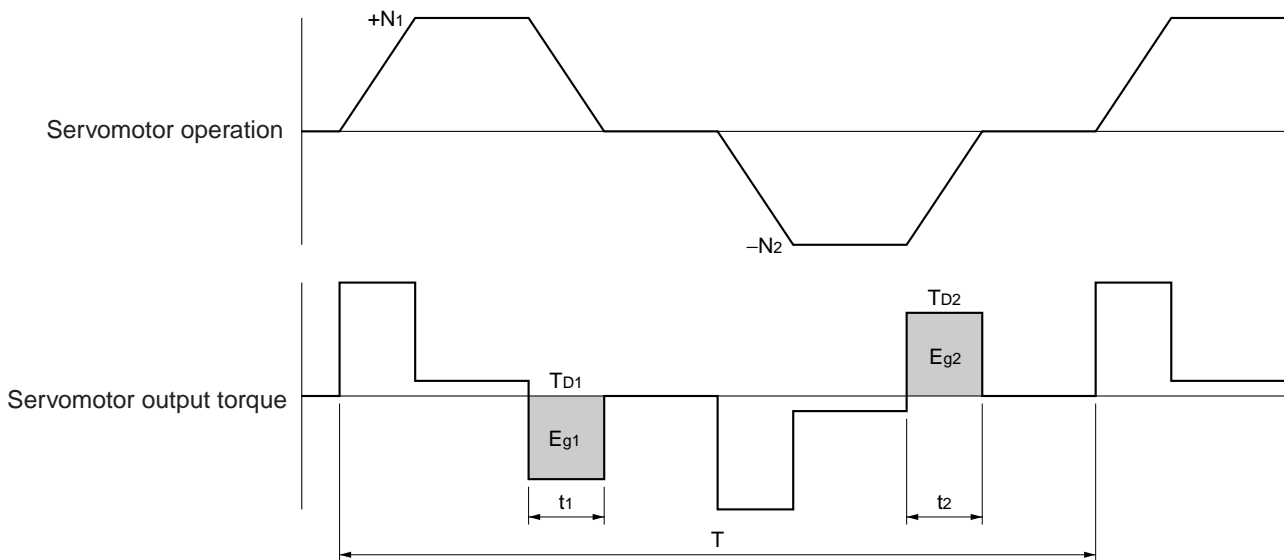 +N1
Servomotor operation
−N2
TD2
Eg2
TD1
Servomotor output torque
Eg1
t1
t2
T